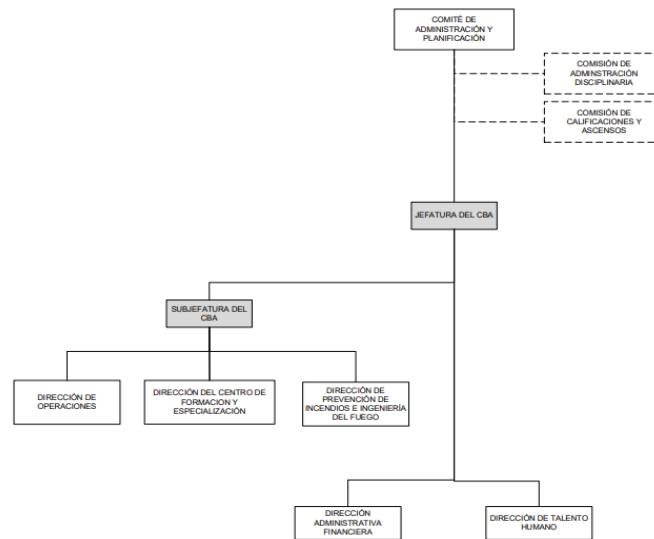 COMITÉ DE
ADMINISTRACIÓN Y
PLANIFICACIÓN
COMISIÓN DE
ADMINSTRACIÓN
DISCIPLINARIA
COMISIÓN DE
CALIFICACIONES Y
ASCENSOS
JEFATURA DEL CBA
SUBJEFATURA DEL
CBA
DIRECCIÓN DE
OPERACIONES
DIRECCIÓN DEL CENTRO DE
FORMACION Y
ESPECIALIZACIÓN
DIRECCIÓN DE
PREVENCIÓN DE
INCENDIOS E INGENIERÍA
DEL FUEGO
DIRECCIÓN
ADMINISTRATIVA
FINANCIERA
DIRECCIÓN DE TALENTO
HUMANO